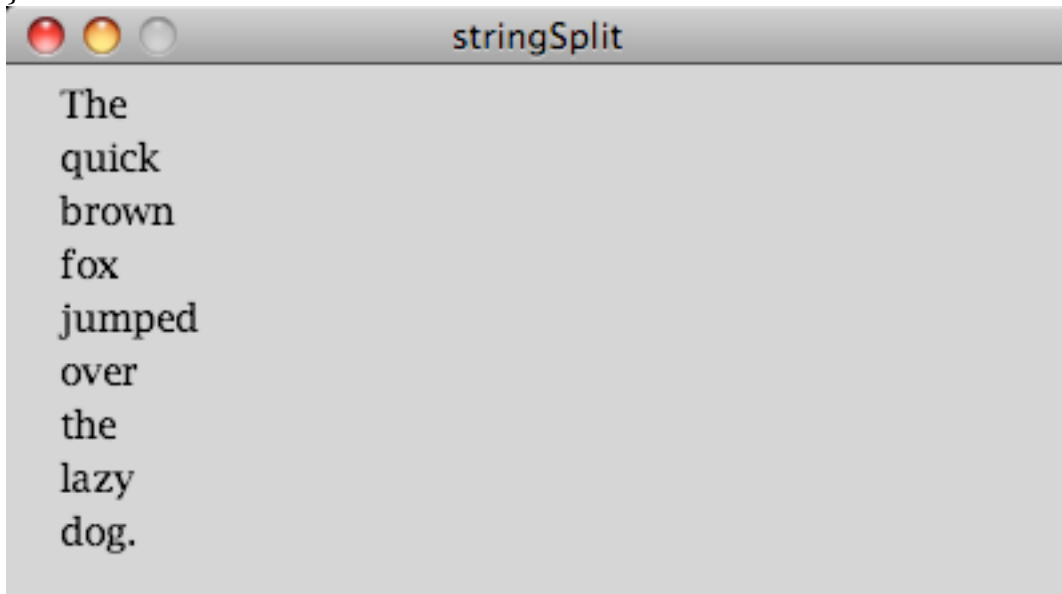 stringSplit
The
quick
brown
fox
jumped
over
the
lazy
dog.